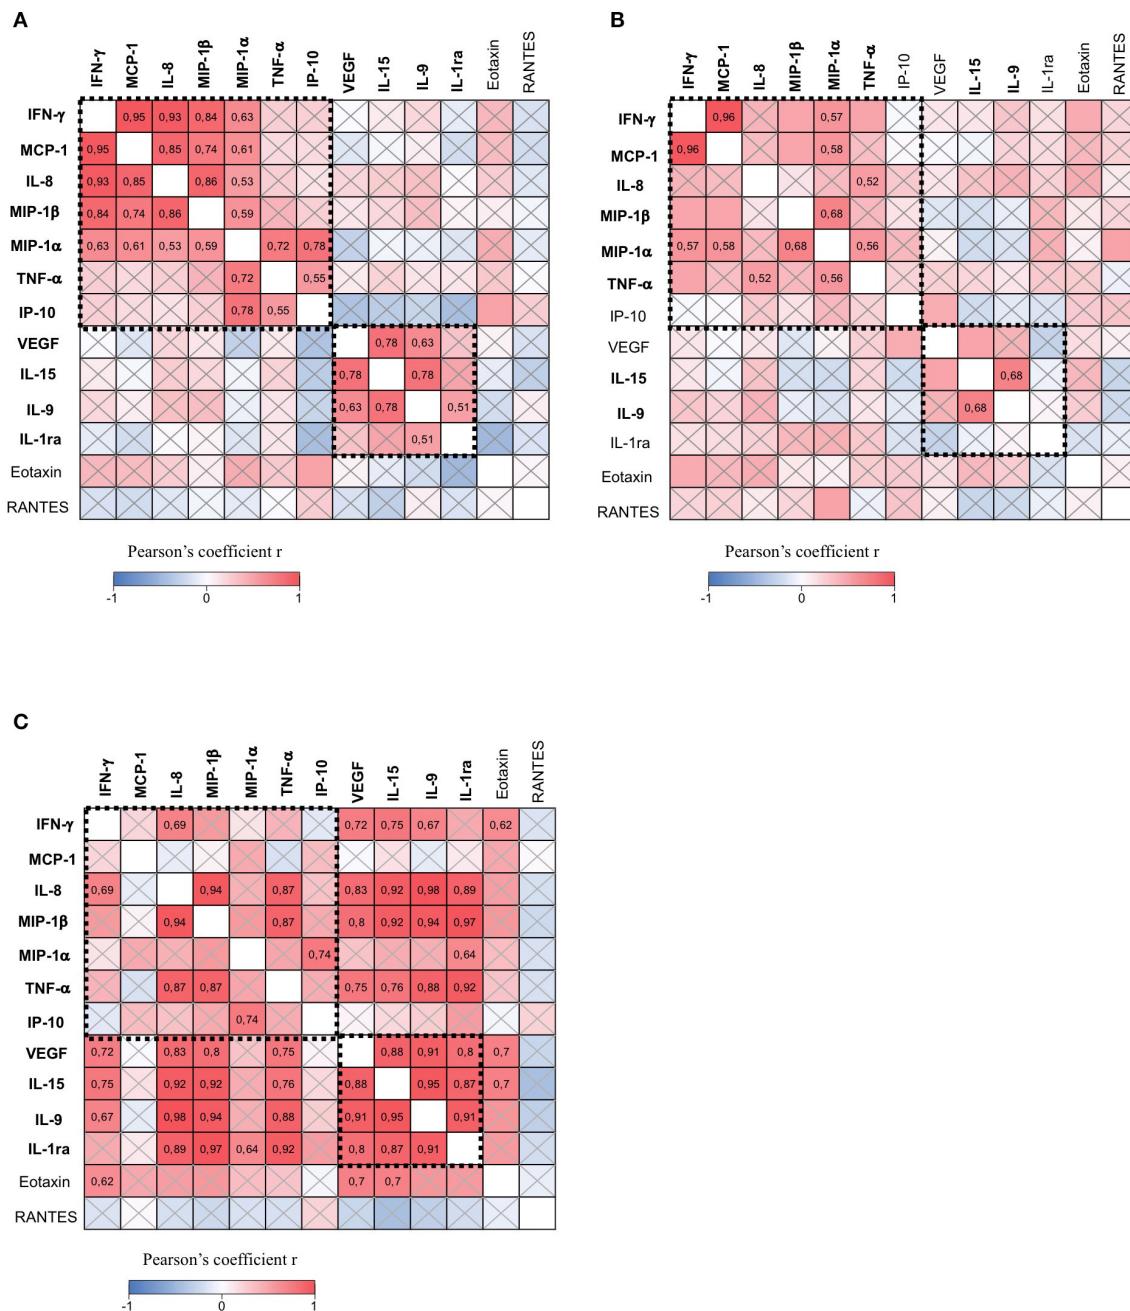 A
IFN-γ MCP-1 IL-8 MIP-1β MIP-1α TNF-α IP-10 VEGF IL-15 IL-9 IL-1ra Eotaxin RANTES
IFN-γ 0,95 0,93 0,84 0,63
MCP-1 0,95 0,85 0,74 0,61
IL-8 0,93 0,85 0,86 0,53
MIP-1β 0,84 0,74 0,86 0,59
MIP-1α 0,63 0,61 0,53 0,59 0,72 0,78
TNF-α 0,72 0,55
IP-10 0,78 0,55
VEGF 0,78 0,63
IL-15 0,78 0,78
IL-9 0,63 0,78 0,51
IL-1ra 0,51
Eotaxin
RANTES
Pearson's coefficient r
-1 0 1
B
IFN-γ MCP-1 IL-8 MIP-1β MIP-1α TNF-α IP-10 VEGF IL-15 IL-9 IL-1ra Eotaxin RANTES
IFN-γ 0,96 0,57
MCP-1 0,96 0,58
IL-8 0,52
MIP-1β 0,68
MIP-1α 0,57 0,58 0,68 0,56
TNF-α 0,52 0,56
IP-10
VEGF
IL-15 0,68
IL-9 0,68
IL-1ra
Eotaxin
RANTES
Pearson's coefficient r
-1 0 1
C
IFN-γ MCP-1 IL-8 MIP-1β MIP-1α TNF-α IP-10 VEGF IL-15 IL-9 IL-1ra Eotaxin RANTES
IFN-γ 0,69 0,72 0,75 0,67 0,62
MCP-1
IL-8 0,69 0,94 0,87 0,83 0,92 0,98 0,89
MIP-1β 0,94 0,87 0,8 0,92 0,94 0,97
MIP-1α 0,74 0,64
TNF-α 0,87 0,87 0,75 0,76 0,88 0,92
IP-10 0,74
VEGF 0,72 0,83 0,8 0,75 0,88 0,91 0,8 0,7
IL-15 0,75 0,92 0,92 0,76 0,88 0,95 0,87 0,7
IL-9 0,67 0,98 0,94 0,88 0,91 0,95 0,91
IL-1ra 0,89 0,97 0,64 0,92 0,8 0,87 0,91
Eotaxin 0,62 0,7 0,7
RANTES
Pearson's coefficient r
-1 0 1